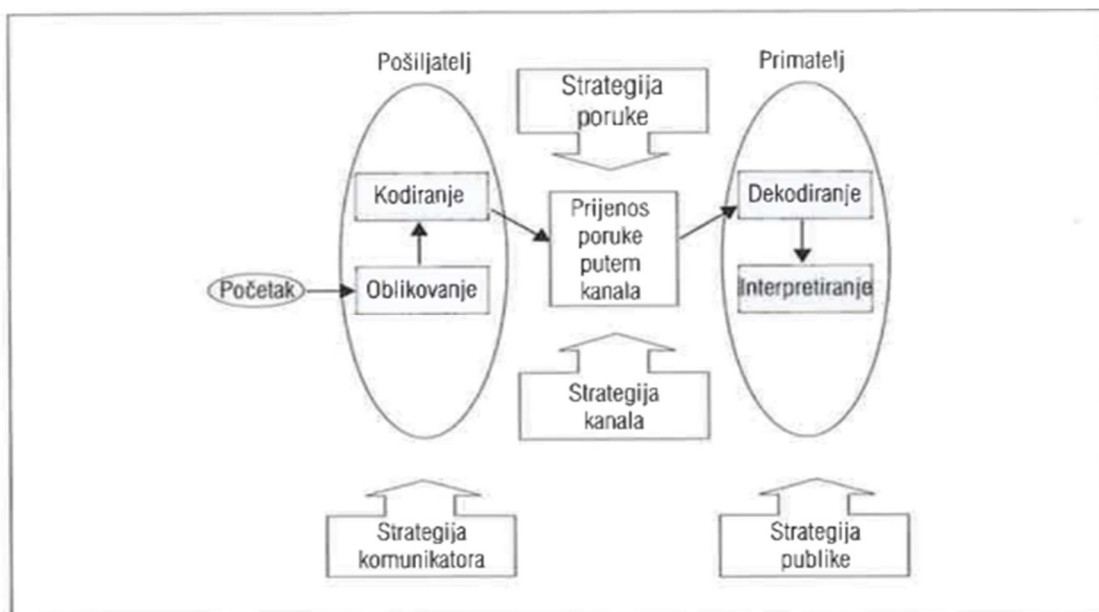 Pošiljatelj
Primatelj
Strategija
poruke
Kodiranje
Prijenos
poruke
putem
kanala
Dekodiranje
Početak
Oblikovanje
Interpretiranje
Strategija
kanala
Strategija
komunikatora
Strategija
publike